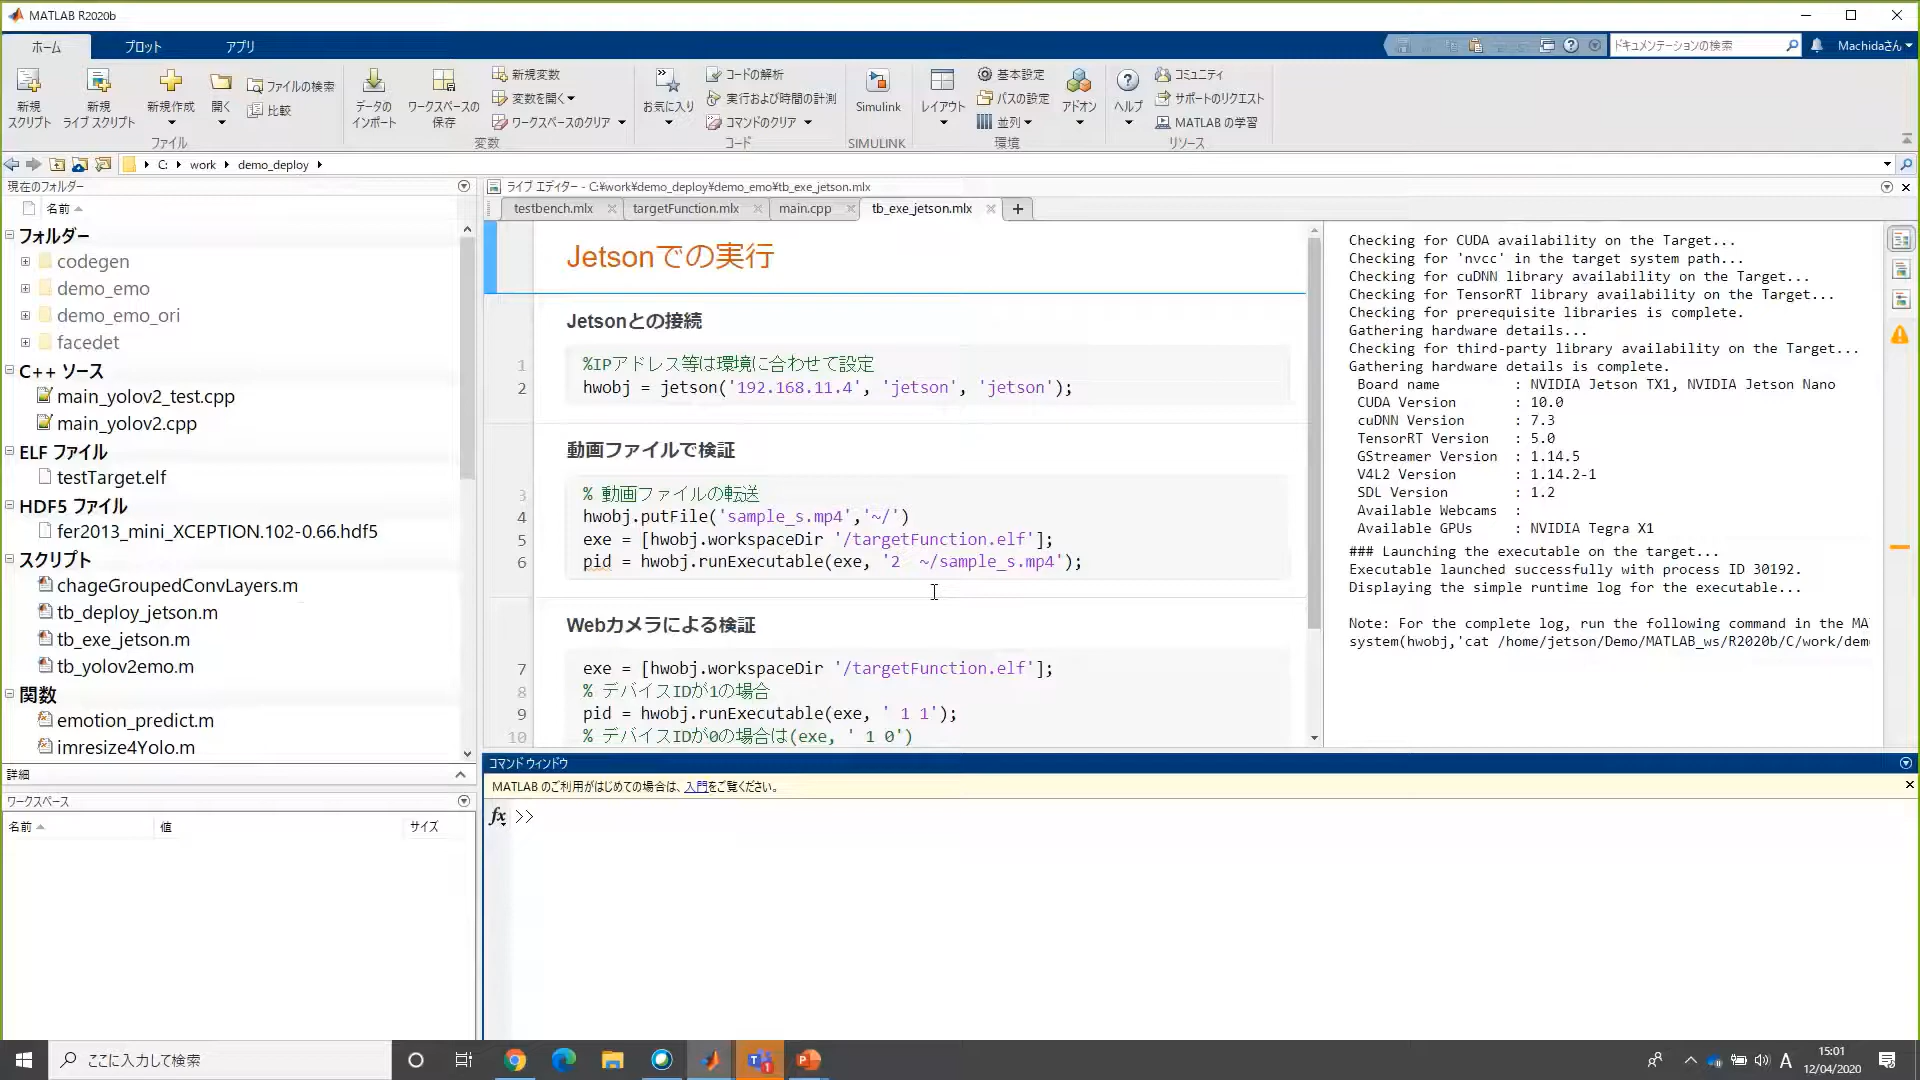 MATLAB R2020b
ホーム
プロット
アプリ
ドキュメンテーションの検索
Machidaさん
新規
スクリプト
新規
ライブ スクリプト
新規作成
開く
ファイルの検索
比較
ファイル
データの
インポート
ワークスペースの
保存
新規変数
変数を開く
ワークスペースのクリア
変数
お気に入り
コードの解析
実行および時間の計測
コマンドのクリア
コード
Simulink
SIMULINK
レイアウト
基本設定
パスの設定
並列
アドオン
環境
ヘルプ
コミュニティ
サポートのリクエスト
MATLAB の学習
リソース
C:
work
demo_deploy
現在のフォルダー
名前
フォルダー
codegen
demo_emo
demo_emo_ori
facedet
C++ ソース
main_yolov2_test.cpp
main_yolov2.cpp
ELF ファイル
testTarget.elf
HDF5 ファイル
fer2013_mini_XCEPTION.102-0.66.hdf5
スクリプト
chageGroupedConvLayers.m
tb_deploy_jetson.m
tb_exe_jetson.m
tb_yolov2emo.m
関数
emotion_predict.m
imresize4Yolo.m
詳細
ワークスペース
名前
値
サイズ
ライブ エディター - C:¥work¥demo_deploy¥demo_emo¥tb_exe_jetson.mlx
testbench.mlx
targetFunction.mlx
main.cpp
tb_exe_jetson.mlx
+
Jetsonでの実行
Jetsonとの接続
1 %IPアドレス等は環境に合わせて設定
2 hwobj = jetson('192.168.11.4', 'jetson', 'jetson');
動画ファイルで検証
3 % 動画ファイルの転送
4 hwobj.putFile('sample_s.mp4','~/')
5 exe = [hwobj.workspaceDir '/targetFunction.elf'];
6 pid = hwobj.runExecutable(exe, '2  ~/sample_s.mp4');
Webカメラによる検証
7 exe = [hwobj.workspaceDir '/targetFunction.elf'];
8 % デバイスIDが1の場合
9 pid = hwobj.runExecutable(exe, ' 1 1');
10 % デバイスIDが0の場合は(exe, ' 1 0')
Checking for CUDA availability on the Target...
Checking for 'nvcc' in the target system path...
Checking for cuDNN library availability on the Target...
Checking for TensorRT library availability on the Target...
Checking for prerequisite libraries is complete.
Gathering hardware details...
Checking for third-party library availability on the Target...
Gathering hardware details is complete.
Board name : NVIDIA Jetson TX1, NVIDIA Jetson Nano
CUDA Version : 10.0
cuDNN Version : 7.3
TensorRT Version : 5.0
GStreamer Version : 1.14.5
V4L2 Version : 1.14.2-1
SDL Version : 1.2
Available Webcams :
Available GPUs : NVIDIA Tegra X1
### Launching the executable on the target...
Executable launched successfully with process ID 30192.
Displaying the simple runtime log for the executable...
Note: For the complete log, run the following command in the MA
system(hwobj,'cat /home/jetson/Demo/MATLAB_ws/R2020b/C/work/dem
コマンド ウィンドウ
MATLAB のご利用がはじめての場合は、入門をご覧ください。
fx >>
ここに入力して検索
A
15:01
12/04/2020